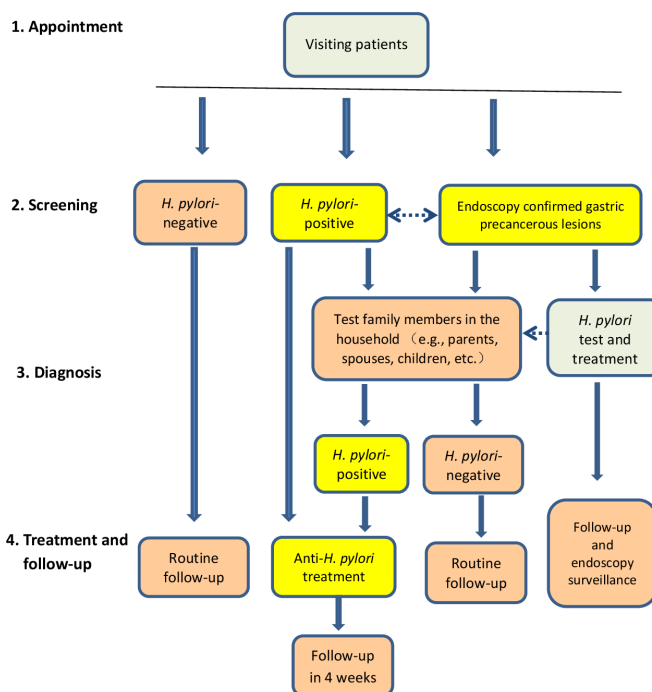 1. Appointment
Visiting patients
2. Screening
H. pylori-
negative
H. pylori-
positive
Endoscopy confirmed gastric
precancerous lesions
Test family members in the
household （e.g., parents,
spouses, children, etc.）
H. pylori
test and
treatment
3. Diagnosis
H. pylori-
positive
H. pylori-
negative
4. Treatment and
follow-up
Routine
follow-up
Anti-H. pylori
treatment
Routine
follow-up
Follow-up
and
endoscopy
surveillance
Follow-up
in 4 weeks